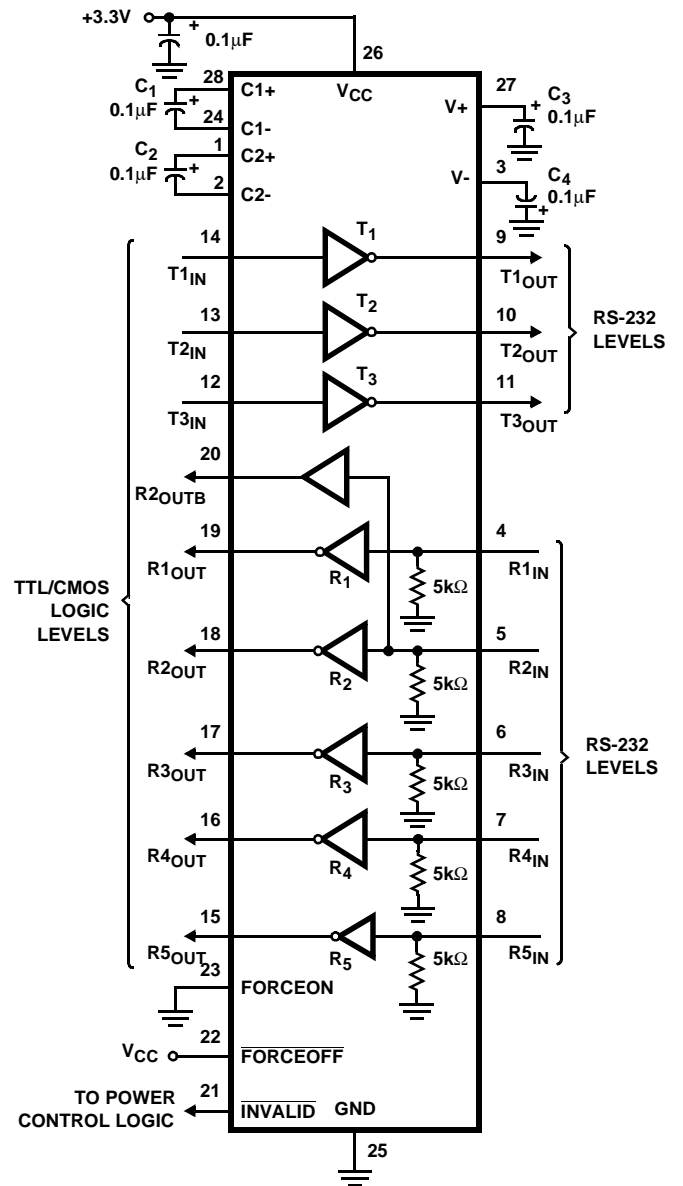 +3.3V
+
0.1μF
26
28
C1
0.1μF
+
C1+
VCC
27
V+
+
C3
0.1μF
24
C1-
1
C2
0.1μF
+
C2+
2
C2-
3
V-
C4
0.1μF
+
14
T1IN
T1
9
T1OUT
13
T2IN
T2
10
T2OUT
RS-232
LEVELS
12
T3IN
T3
11
T3OUT
20
R2OUTB
19
R1OUT
R1
5kΩ
4
R1IN
TTL/CMOS
LOGIC
LEVELS
18
R2OUT
R2
5kΩ
5
R2IN
17
R3OUT
R3
5kΩ
6
R3IN
RS-232
LEVELS
16
R4OUT
R4
5kΩ
7
R4IN
15
R5OUT
R5
5kΩ
8
R5IN
23
FORCEON
22
VCC
FORCEOFF
21
TO POWER
CONTROL LOGIC
INVALID
GND
25